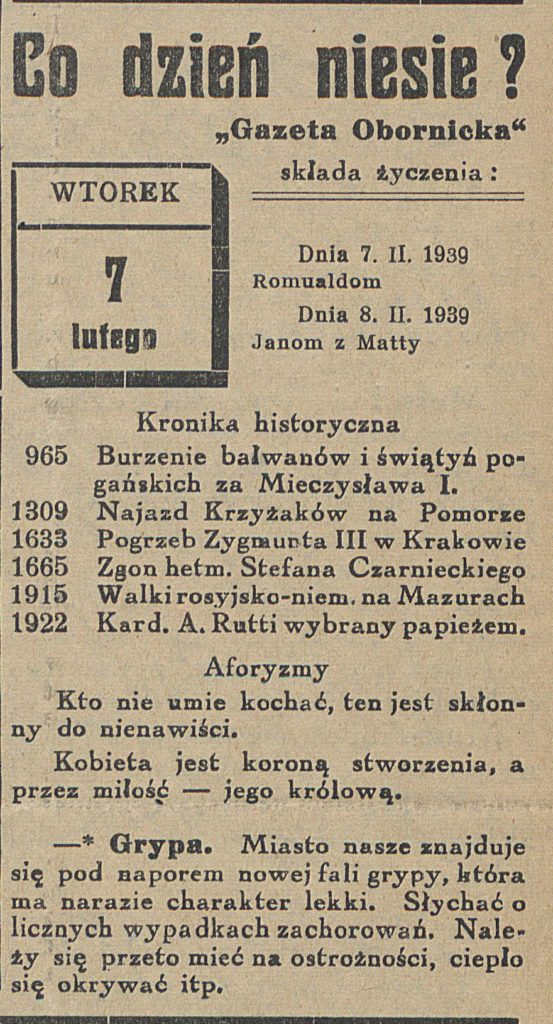 Co dzień niesie?
„Gazeta Obornicka“
składa życzenia:
WTOREK
7
lutego
Dnia 7. II. 1939
Romualdom
Dnia 8. II. 1939
Janom z Matty
Kronika historyczna
965 Burzenie bałwanów i świątyń po-
gańskich za Mieczysława I.
1309 Najazd Krzyżaków na Pomorze
1633 Pogrzeb Zygmunta III w Krakowie
1665 Zgon hetm. Stefana Czarnieckiego
1915 Walki rosyjsko-niem. na Mazurach
1922 Kard. A. Rutti wybrany papieżem.
Aforyzmy
Kto nie umie kochać, ten jest skłon-
ny do nienawiści.
Kobieta jest koroną stworzenia, a
przez miłość — jego królową.
—* Grypa. Miasto nasze znajduje
się pod naporem nowej fali grypy, która
ma narazie charakter lekki. Słychać o
licznych wypadkach zachorowań. Nale-
ży się przeto mieć na ostrożności, ciepło
się okrywać itp.